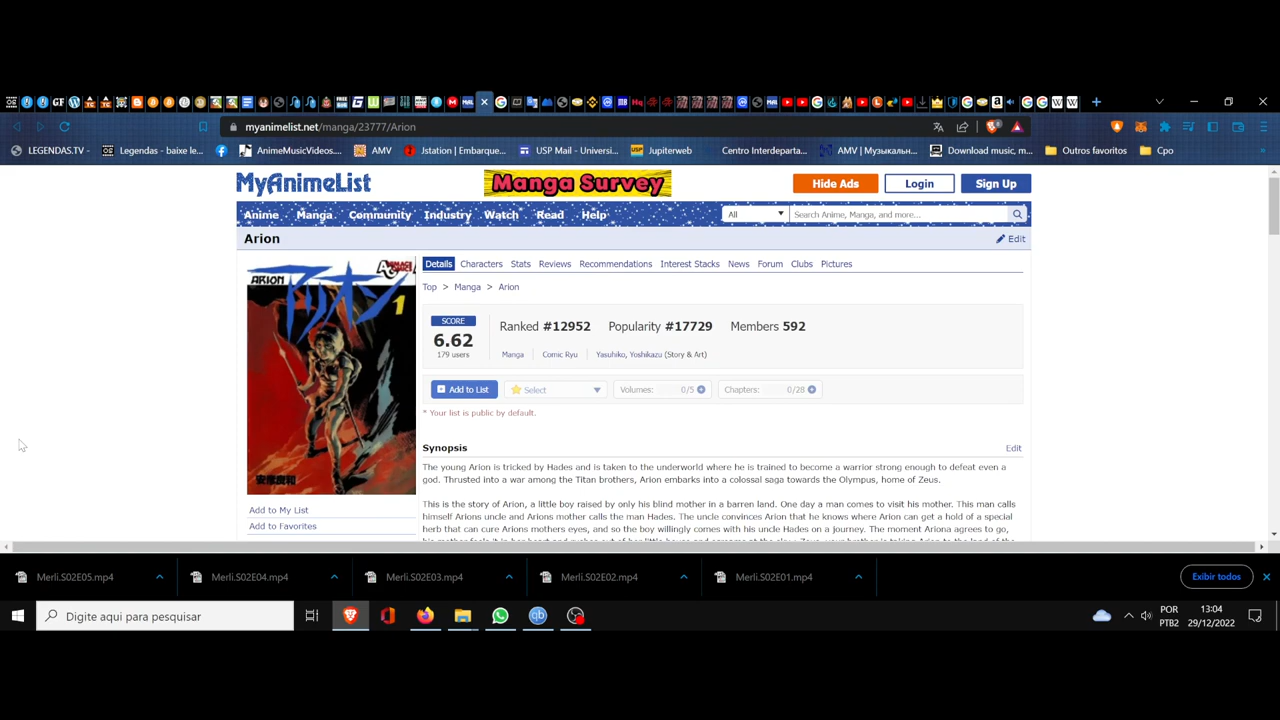 myanimelist.net/manga/23777/Arion
LEGENDAS.TV -
Legendas - baixe le...
AnimeMusicVideos....
AMV
Jstation | Embarque...
USP Mail - Universi...
Jupiterweb
Centro Interdeparta...
AMV | Музыкальн...
Download music, m...
Outros favoritos
Cpo
MyAnimeList
Manga Survey
Hide Ads
Login
Sign Up
Anime
Manga
Community
Industry
Watch
Read
Help
All
Search Anime, Manga, and more...
Arion
Edit
ARION
アリオン
1
安彦良和
Details
Characters
Stats
Reviews
Recommendations
Interest Stacks
News
Forum
Clubs
Pictures
Top > Manga > Arion
SCORE
6.62
179 users
Ranked #12952
Popularity #17729
Members 592
Manga
Comic Ryu
Yasuhiko, Yoshikazu (Story & Art)
Add to List
Select
Volumes: 0/5
Chapters: 0/28
* Your list is public by default.
Synopsis
Edit
The young Arion is tricked by Hades and is taken to the underworld where he is trained to become a warrior strong enough to defeat even a
god. Thrusted into a war among the Titan brothers, Arion embarks into a colossal saga towards the Olympus, home of Zeus.
This is the story of Arion, a little boy raised by only his blind mother in a barren land. One day a man comes to visit his mother. This man calls
himself Arions uncle and Arions mother calls the man Hades. The uncle convinces Arion that he knows where Arion can get a hold of a special
herb that can cure Arions mothers eyes, and so the boy willingly comes with his uncle Hades on a journey. The moment Ariona agrees to go,
Add to My List
Add to Favorites
Merli.S02E05.mp4
Merli.S02E04.mp4
Merli.S02E03.mp4
Merli.S02E02.mp4
Merli.S02E01.mp4
Exibir todos
Digite aqui para pesquisar
POR
PTB2
13:04
29/12/2022